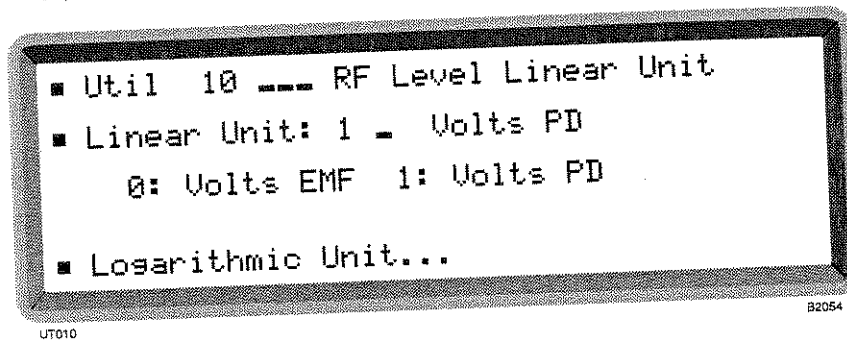 ▪ Util 10 ___ RF Level Linear Unit
▪ Linear Unit: 1 _ Volts PD
0: Volts EMF 1: Volts PD
▪ Logarithmic Unit...
B2054
UT010